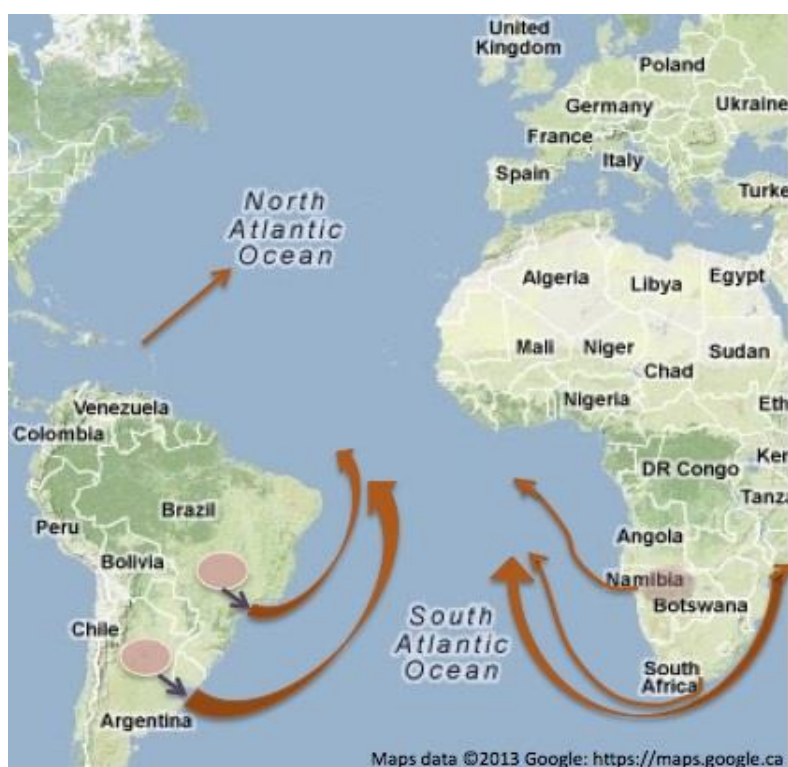 United
Kingdom
Poland
Germany
Ukraine
France
Italy
Spain
Turke
North
Atlantic
Ocean
Algeria
Libya
Egypt
Mali
Niger
Sudan
Chad
Nigeria
Eth
Venezuela
Colombia
DR Congo
Ken
Tanza
Brazil
Peru
Angola
Bolivia
Namibia
Botswana
South
Atlantic
Ocean
Chile
South
Africa
Argentina
Maps data ©2013 Google: https://maps.google.ca